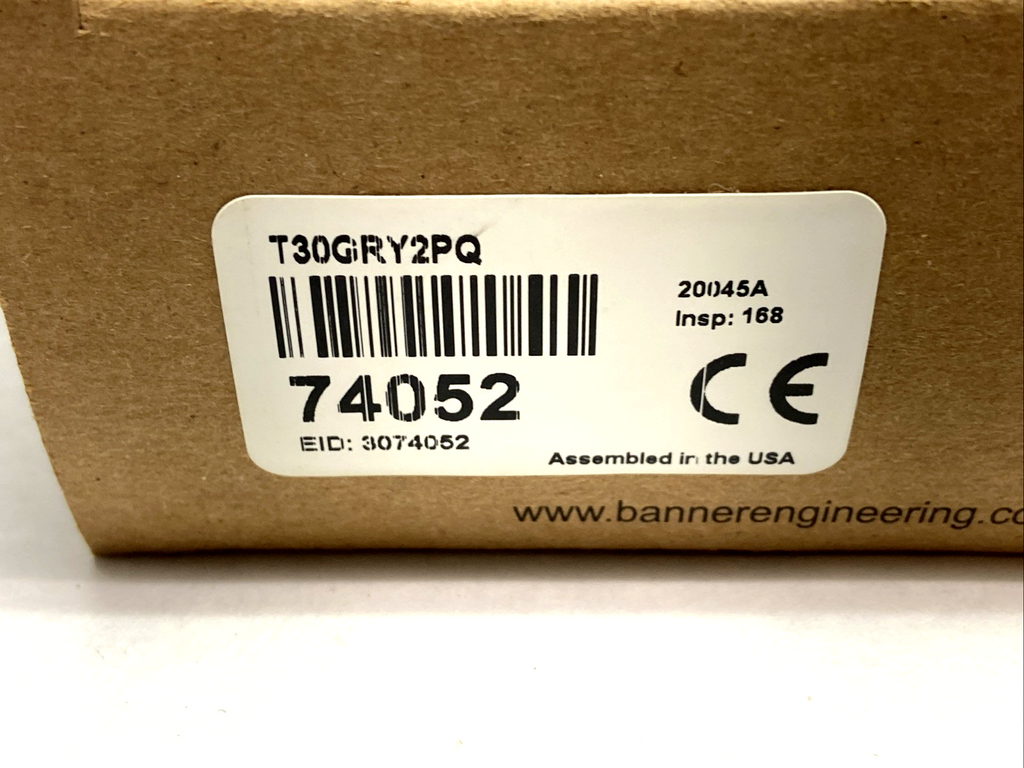 T30GRY2PQ
20045A
Insp: 168
74052
EID: 3074052
CE
Assembled in the USA
www.bannerengineering.co